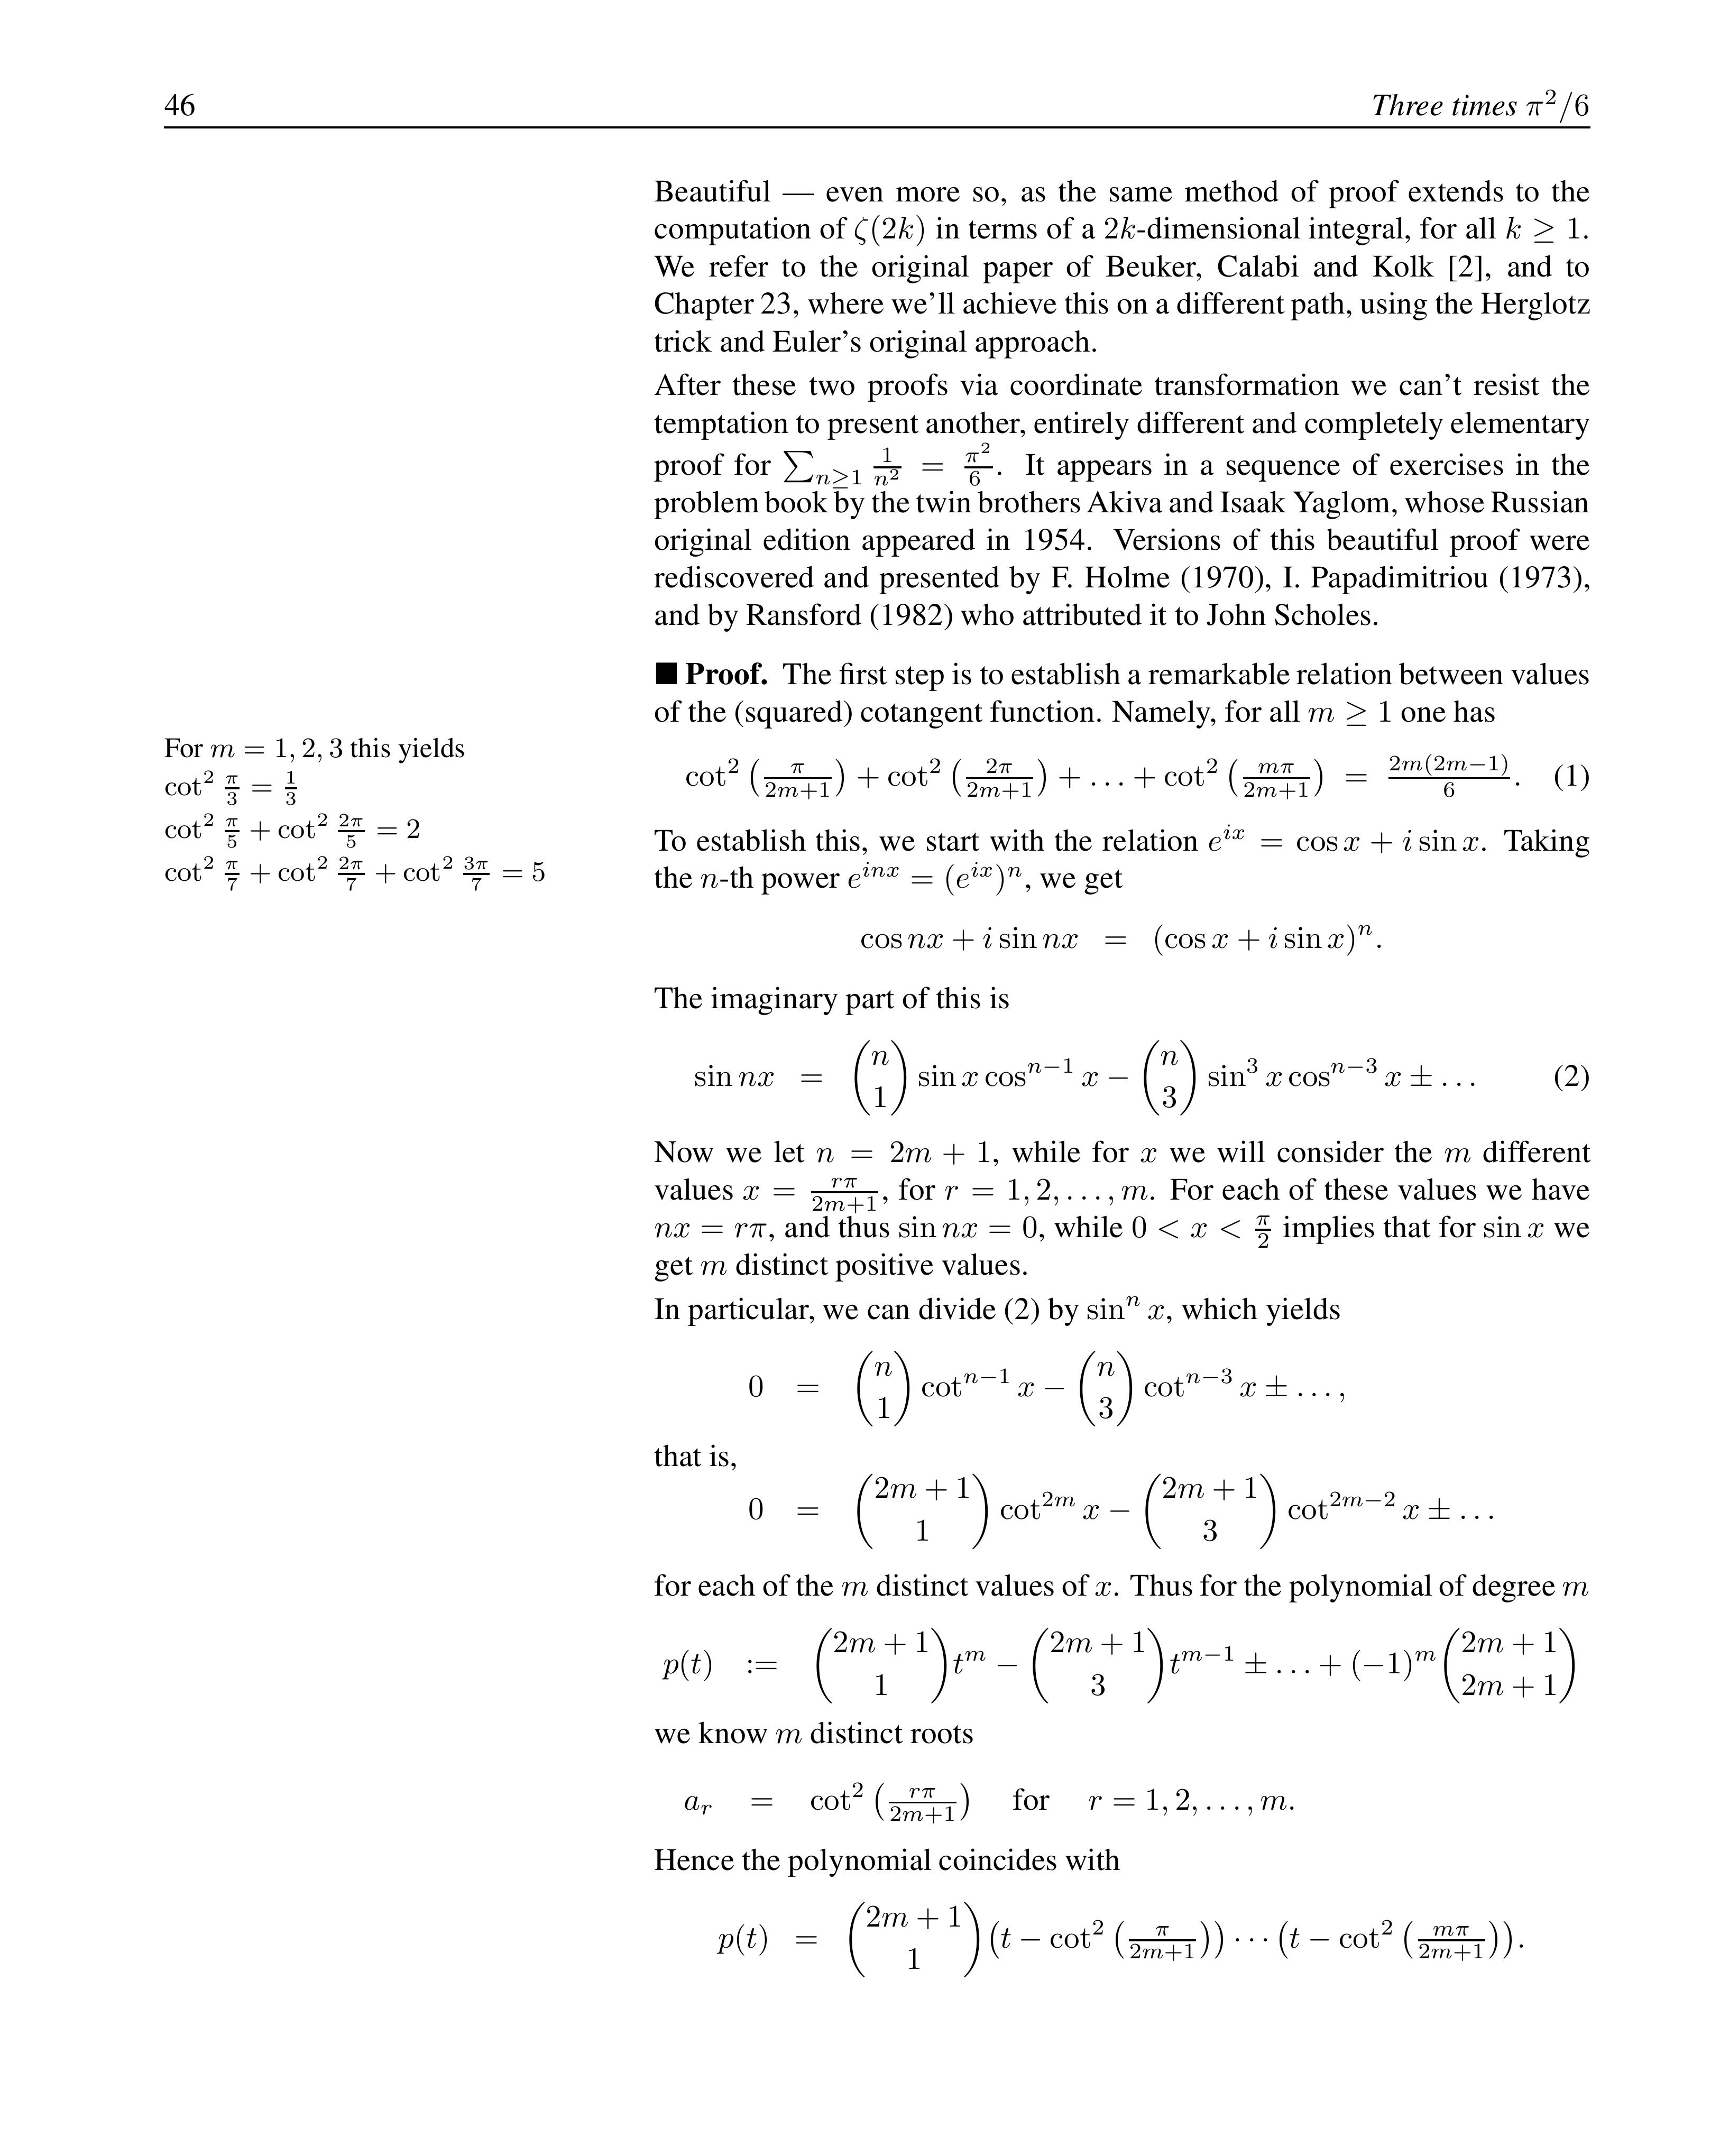 46 Three times π²/6
Beautiful — even more so, as the same method of proof extends to the
computation of ζ(2k) in terms of a 2k-dimensional integral, for all k ≥ 1.
We refer to the original paper of Beuker, Calabi and Kolk [2], and to
Chapter 23, where we'll achieve this on a different path, using the Herglotz
trick and Euler's original approach.
After these two proofs via coordinate transformation we can't resist the
temptation to present another, entirely different and completely elementary
proof for $\sum_{n\geq 1} \frac{1}{n^2} = \frac{\pi^2}{6}$. It appears in a sequence of exercises in the
problem book by the twin brothers Akiva and Isaak Yaglom, whose Russian
original edition appeared in 1954. Versions of this beautiful proof were
rediscovered and presented by F. Holme (1970), I. Papadimitriou (1973),
and by Ransford (1982) who attributed it to John Scholes.
■ Proof. The first step is to establish a remarkable relation between values
of the (squared) cotangent function. Namely, for all m ≥ 1 one has
$\cot^2\left(\frac{\pi}{2m+1}\right) + \cot^2\left(\frac{2\pi}{2m+1}\right) + \ldots + \cot^2\left(\frac{m\pi}{2m+1}\right) = \frac{2m(2m-1)}{6}.$ (1)
For m = 1, 2, 3 this yields
$\cot^2 \frac{\pi}{3} = \frac{1}{3}$
$\cot^2 \frac{\pi}{5} + \cot^2 \frac{2\pi}{5} = 2$
$\cot^2 \frac{\pi}{7} + \cot^2 \frac{2\pi}{7} + \cot^2 \frac{3\pi}{7} = 5$
To establish this, we start with the relation $e^{ix} = \cos x + i \sin x$. Taking
the n-th power $e^{inx} = (e^{ix})^n$, we get
$\cos nx + i \sin nx = (\cos x + i \sin x)^n.$
The imaginary part of this is
$\sin nx = \binom{n}{1} \sin x \cos^{n-1} x - \binom{n}{3} \sin^3 x \cos^{n-3} x \pm \ldots$ (2)
Now we let n = 2m + 1, while for x we will consider the m different
values $x = \frac{r\pi}{2m+1}$, for r = 1, 2, . . . , m. For each of these values we have
nx = rπ, and thus sin nx = 0, while $0 < x < \frac{\pi}{2}$ implies that for sin x we
get m distinct positive values.
In particular, we can divide (2) by $\sin^n x$, which yields
$0 = \binom{n}{1} \cot^{n-1} x - \binom{n}{3} \cot^{n-3} x \pm \ldots,$
that is,
$0 = \binom{2m+1}{1} \cot^{2m} x - \binom{2m+1}{3} \cot^{2m-2} x \pm \ldots$
for each of the m distinct values of x. Thus for the polynomial of degree m
$p(t) := \binom{2m+1}{1} t^m - \binom{2m+1}{3} t^{m-1} \pm \ldots + (-1)^m \binom{2m+1}{2m+1}$
we know m distinct roots
$a_r = \cot^2\left(\frac{r\pi}{2m+1}\right)$ for r = 1, 2, . . . , m.
Hence the polynomial coincides with
$p(t) = \binom{2m+1}{1} \left(t - \cot^2\left(\frac{\pi}{2m+1}\right)\right) \cdots \left(t - \cot^2\left(\frac{m\pi}{2m+1}\right)\right).$